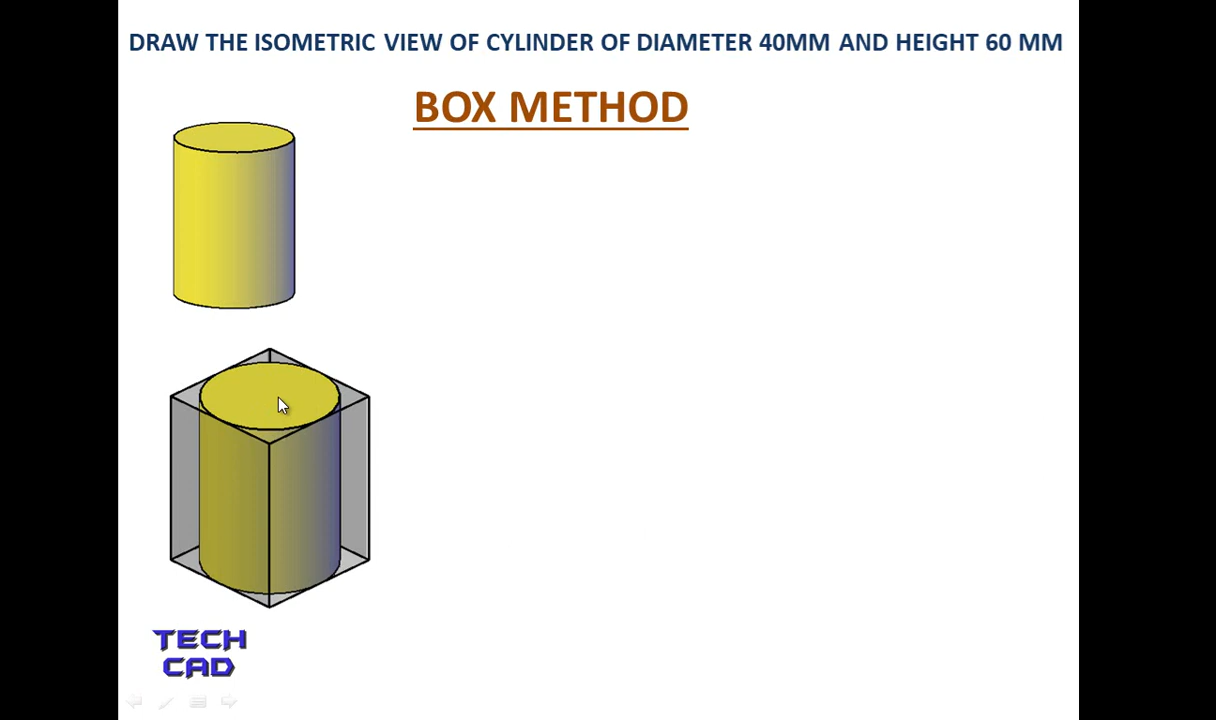 DRAW THE ISOMETRIC VIEW OF CYLINDER OF DIAMETER 40MM AND HEIGHT 60 MM
BOX METHOD
TECH
CAD